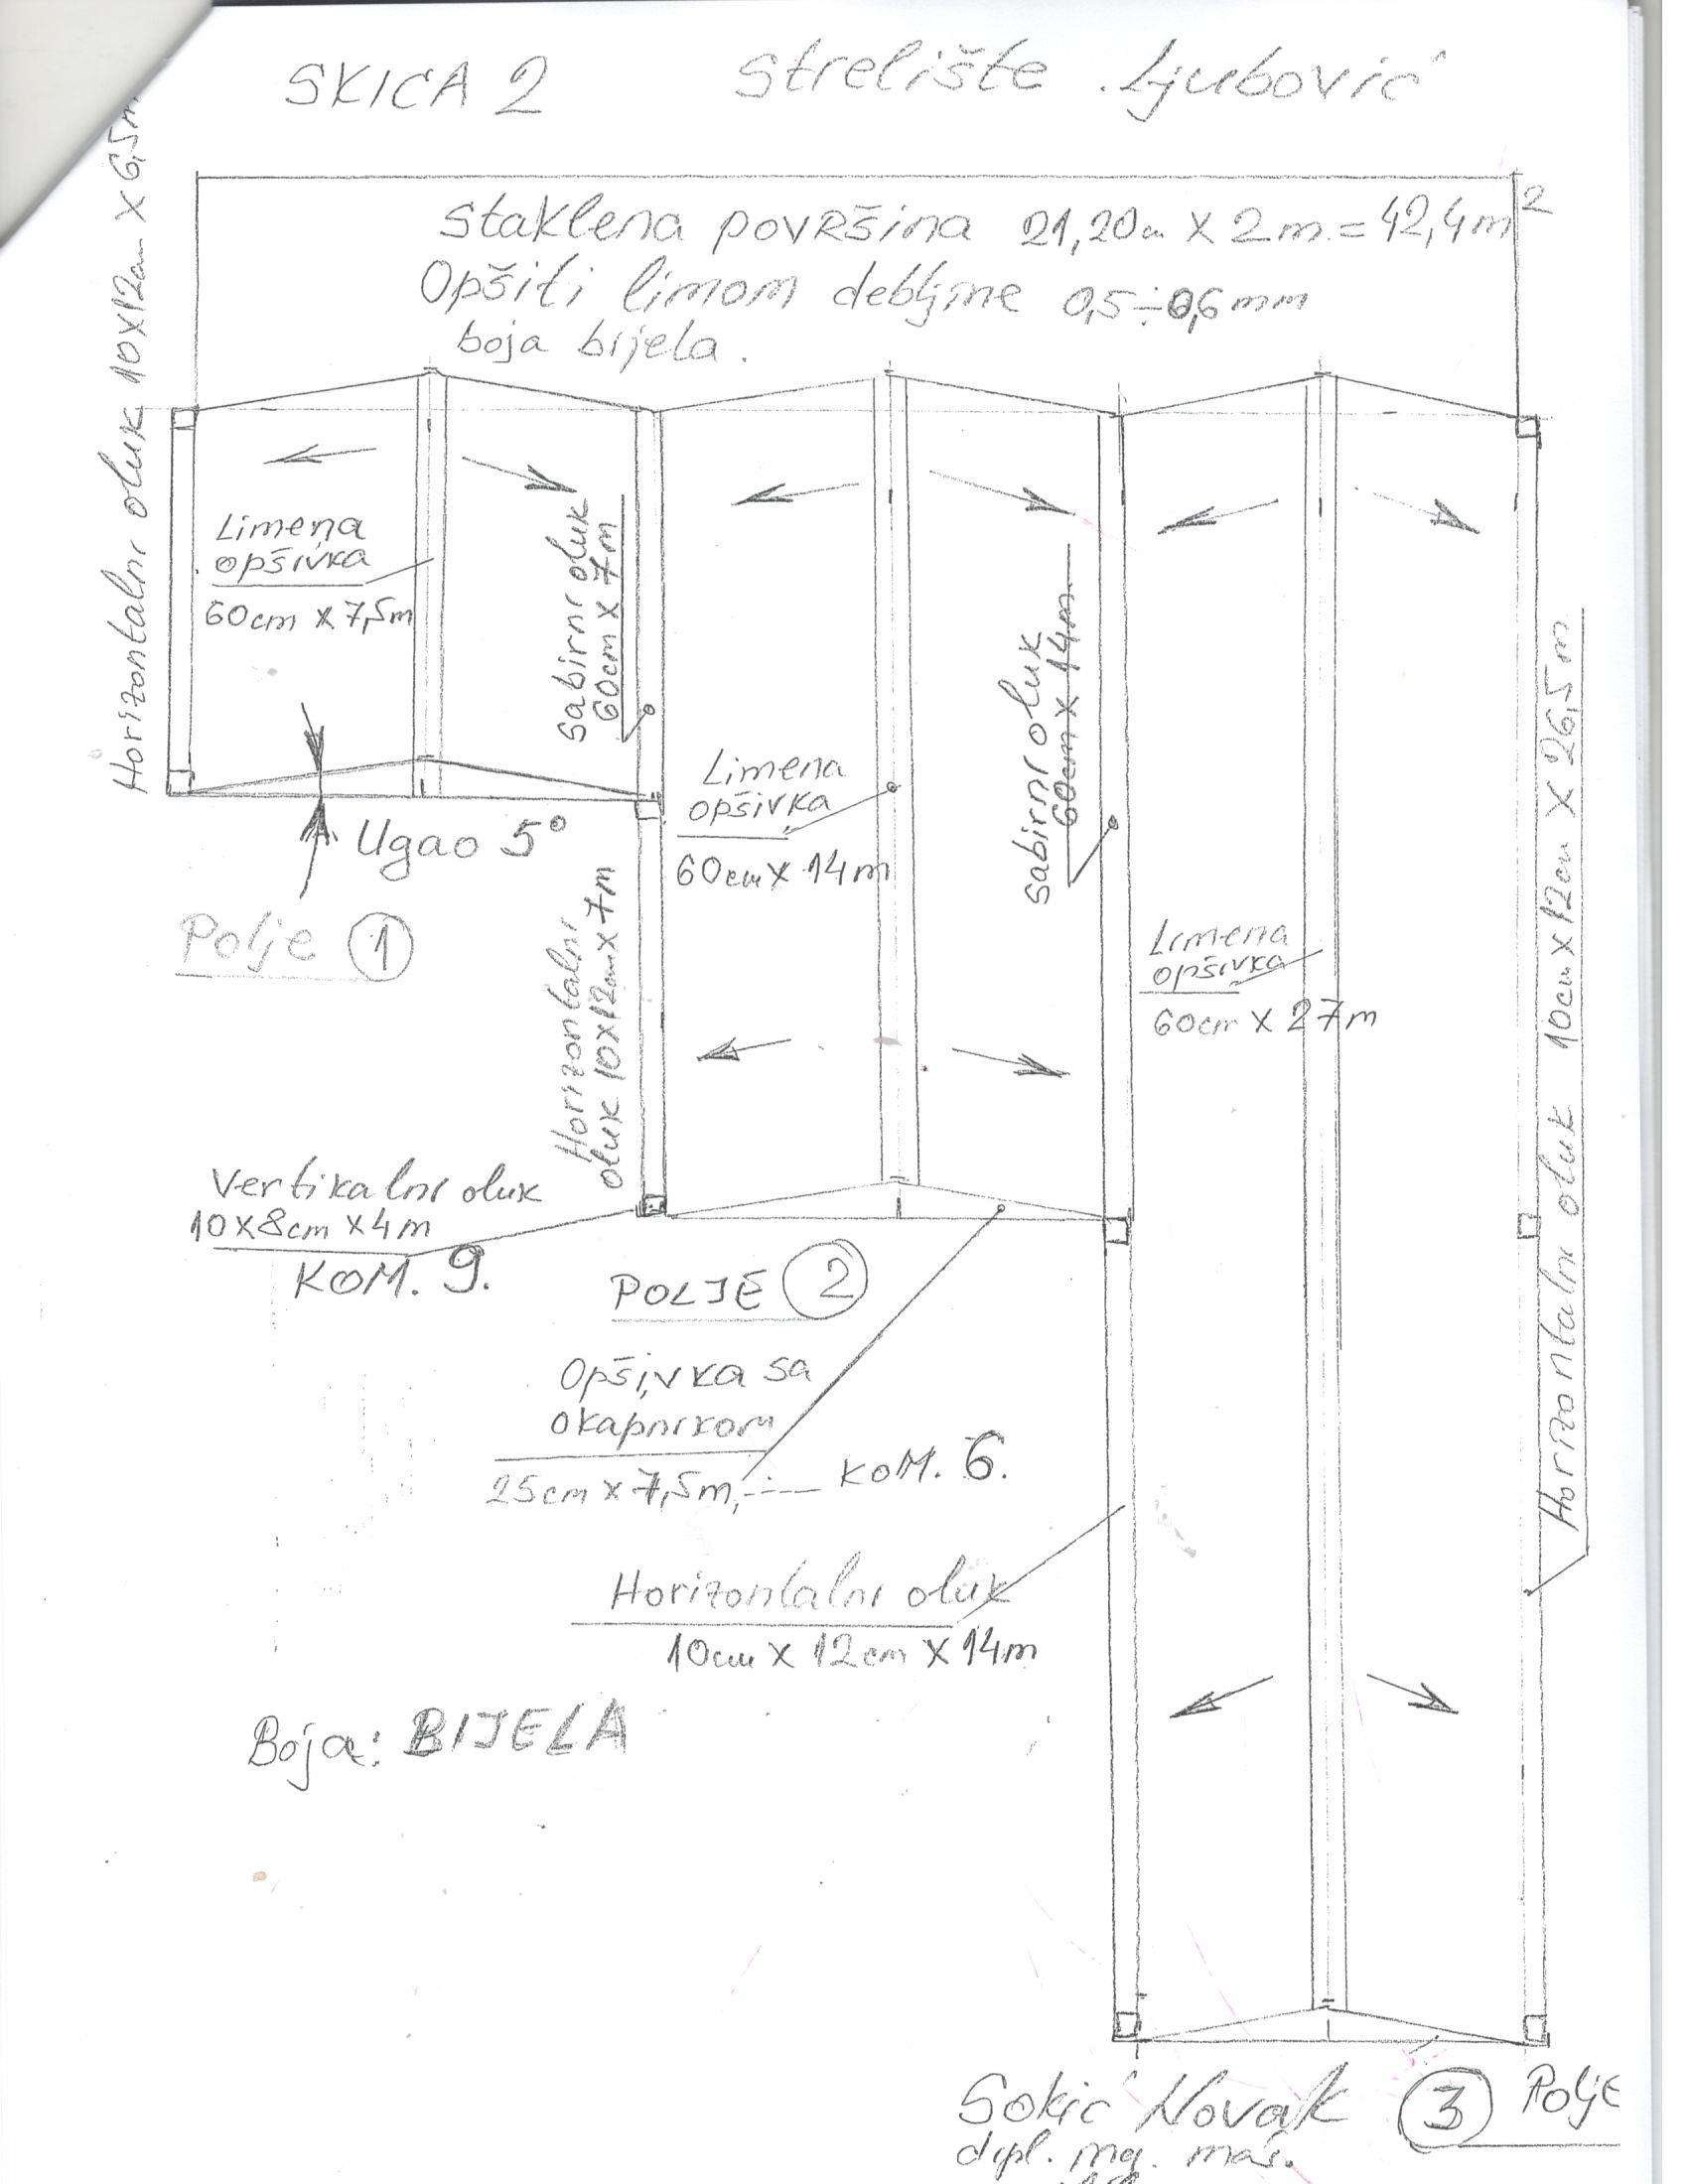 SKICA 2
Strelište Ljubović
Staklena površina 21,20m X 2m = 42,4m²
Opšiti limom debljine 0,5÷0,6mm
boja bijela.
Horizontalni oluk 10x12cm X 6,5m
Limena
opšivka
60cm X 7,5m
Sabirni oluk
60cm X 7m
Ugao 5°
Polje 1
Limena
opšivka
60cm X 14m
Sabirni oluk
60cm X 14m
Limena
opšivka
60cm X 27m
Horizontalni oluk 10cm x 12cm X 26,5m
Horizontalni
oluk 10x12cm x 7m
Vertikalni oluk
10x8cm x4m
KOM. 9.
POLJE 2
Opšivka sa
okapnikom
25cm x 7,5m, KOM. 6.
Horizontalni oluk
10cm X 12cm X 14m
Boja: BIJELA
Sokić Novak
dipl. ing. maš.
3 Polje